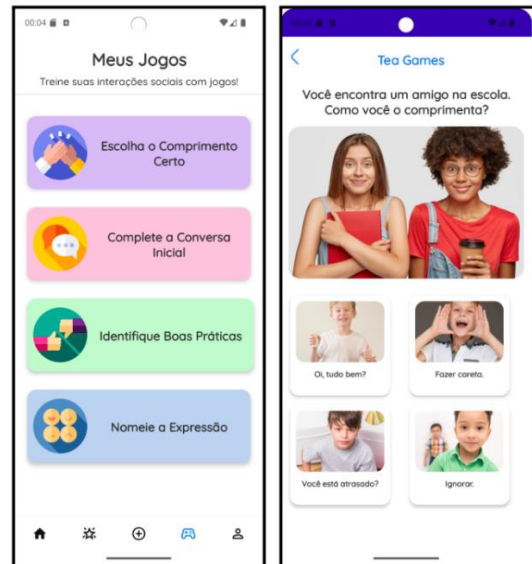 00:04
Meus Jogos
Treine suas interações sociais com jogos!
Escolha o Comprimento
Certo
Complete a Conversa
Inicial
Identifique Boas Práticas
Nomeie a Expressão
00:04
Tea Games
Você encontra um amigo na escola.
Como você o comprimenta?
Oi, tudo bem?
Fazer careta.
Você está atrasado?
Ignorar.